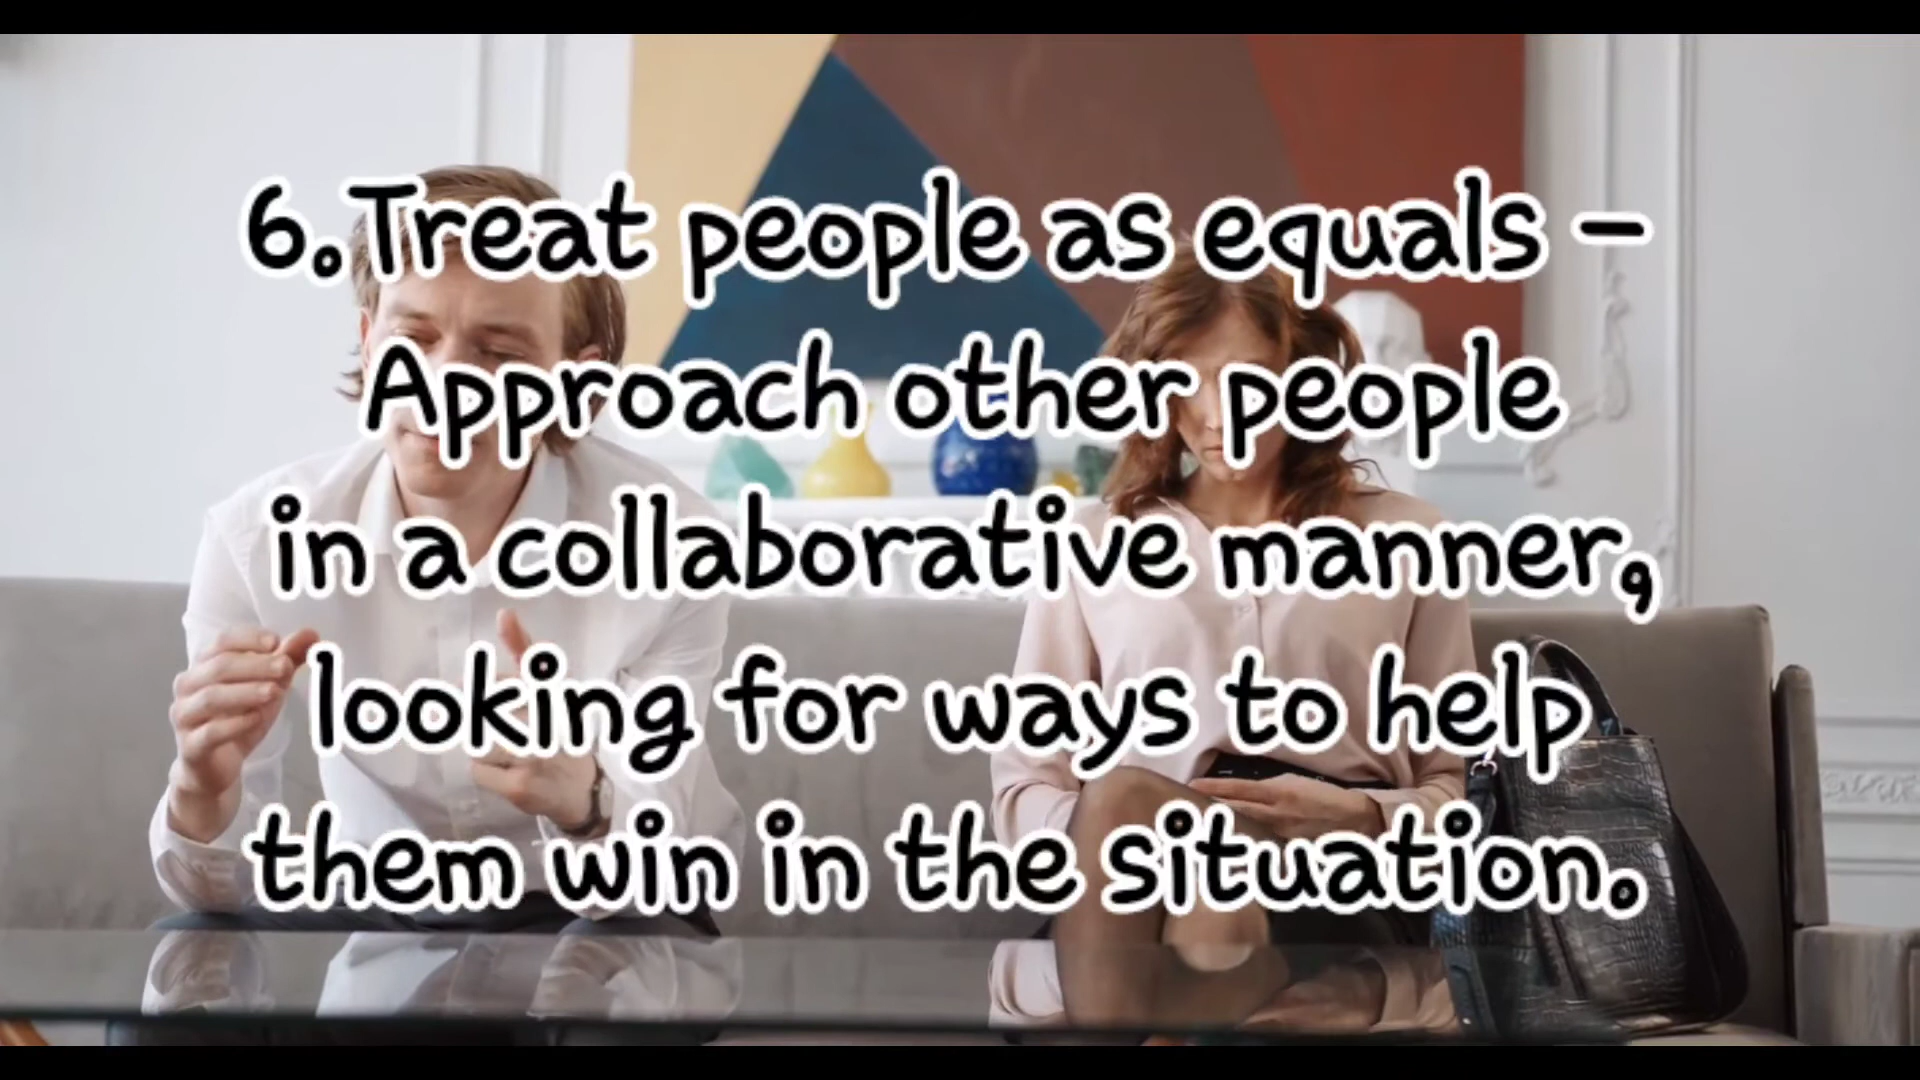 6.Treat people as equals –
Approach other people
in a collaborative manner,
looking for ways to help
them win in the situation.